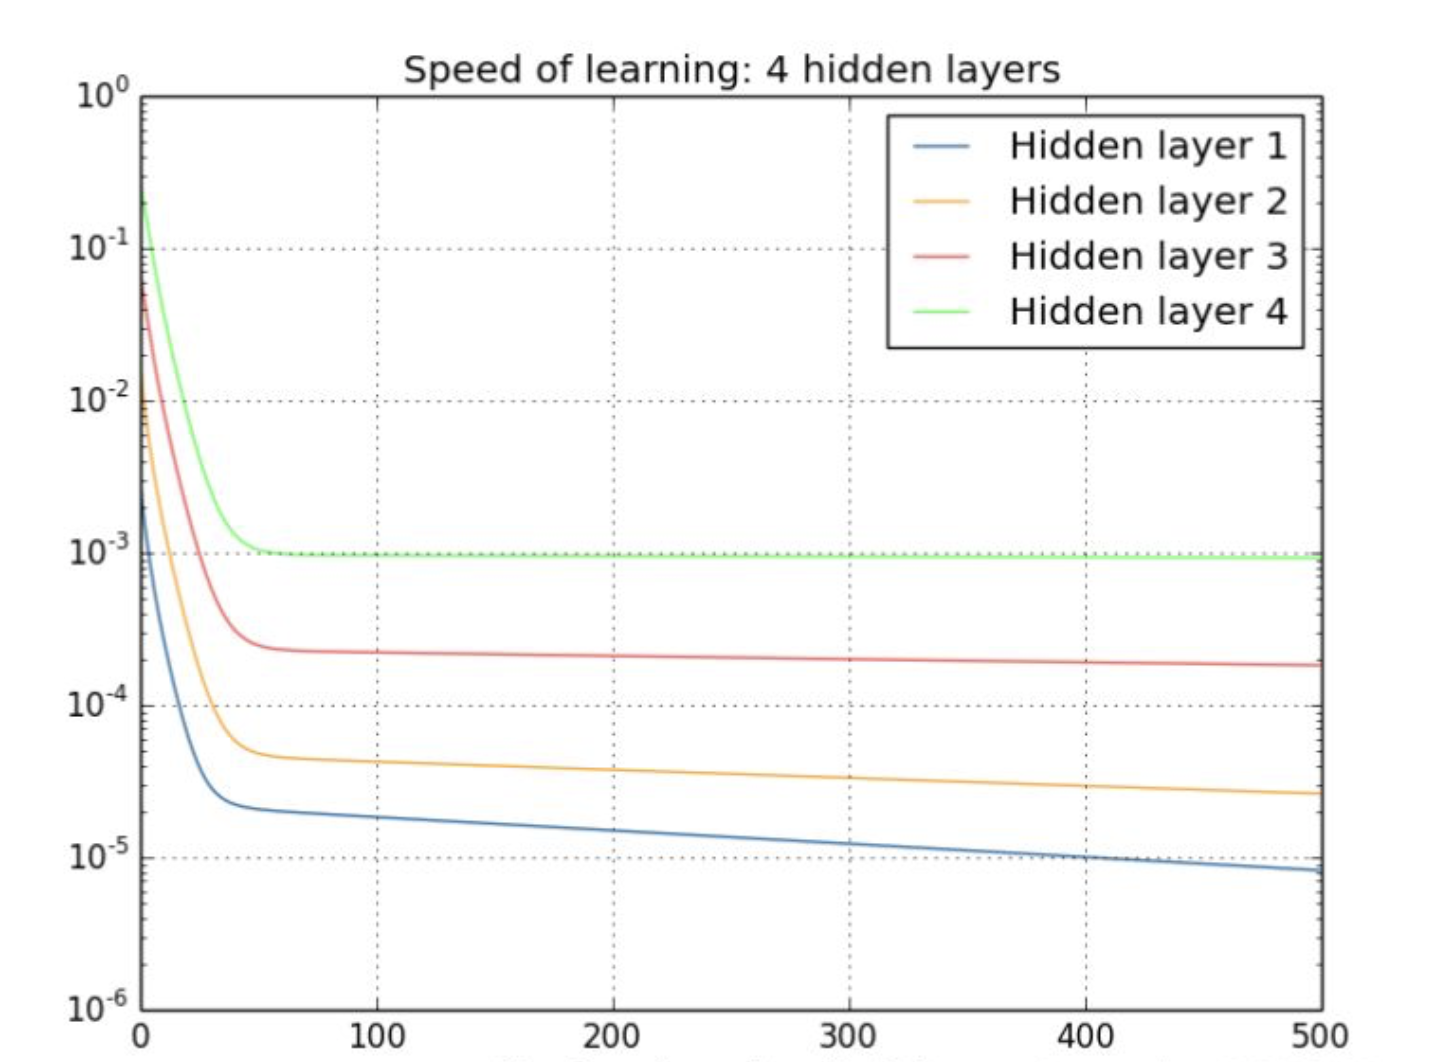 Speed of learning: 4 hidden layers
10^0
10^-1
10^-2
10^-3
10^-4
10^-5
10^-6
Hidden layer 1
Hidden layer 2
Hidden layer 3
Hidden layer 4
0 100 200 300 400 500